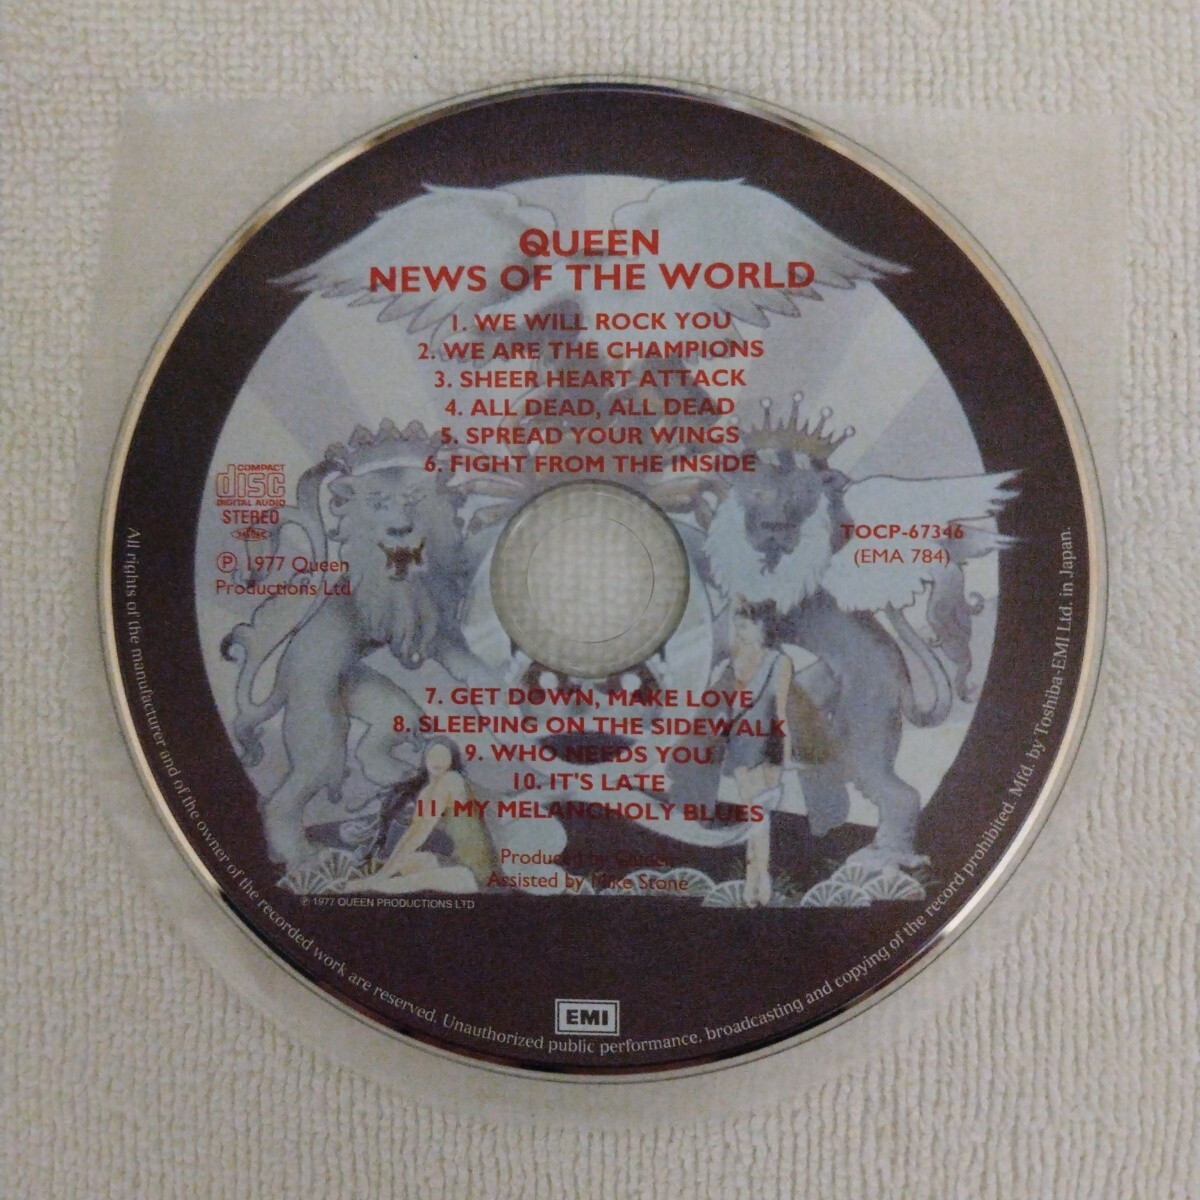 QUEEN
NEWS OF THE WORLD
1. WE WILL ROCK YOU
2. WE ARE THE CHAMPIONS
3. SHEER HEART ATTACK
4. ALL DEAD, ALL DEAD
5. SPREAD YOUR WINGS
6. FIGHT FROM THE INSIDE
COMPACT
disc
DIGITAL AUDIO
STEREO
℗ 1977 Queen
Productions Ltd
TOCP-67346
(EMA 784)
7. GET DOWN, MAKE LOVE
8. SLEEPING ON THE SIDEWALK
9. WHO NEEDS YOU
10. IT'S LATE
11. MY MELANCHOLY BLUES
Produced by Queen
Assisted by Mike Stone
℗ 1977 QUEEN PRODUCTIONS LTD
EMI
All rights of the manufacturer and of the owner of the recorded work are reserved. Unauthorized public performance, broadcasting and copying of the record prohibited. Mfd. by Toshiba-EMI Ltd. in Japan.